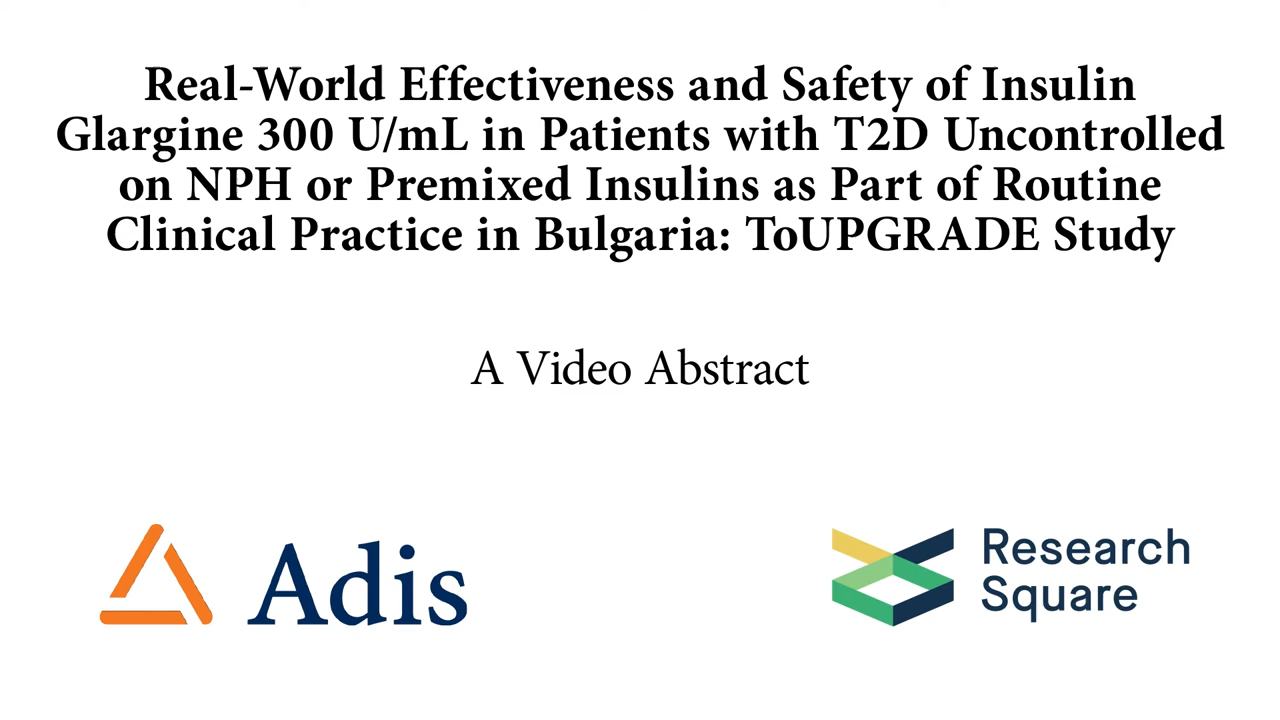 Real-World Effectiveness and Safety of Insulin
Glargine 300 U/mL in Patients with T2D Uncontrolled
on NPH or Premixed Insulins as Part of Routine
Clinical Practice in Bulgaria: ToUPGRADE Study
A Video Abstract
Adis
Research
Square